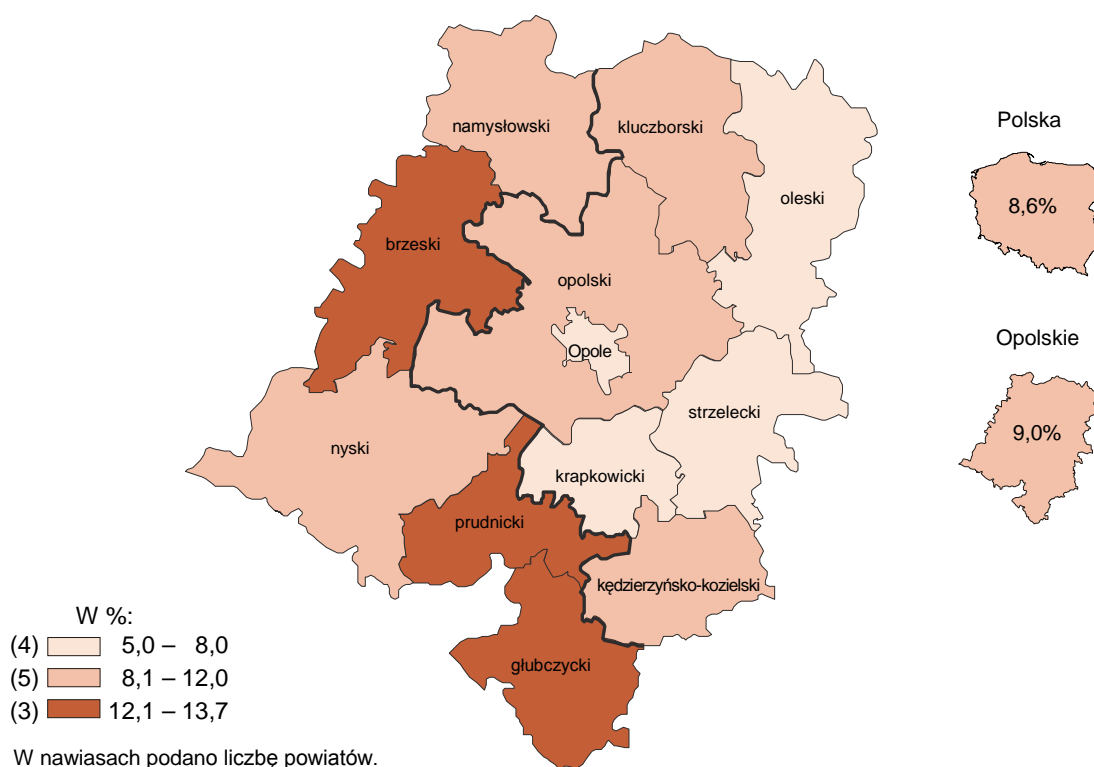 namysłowski
kluczborski
oleski
brzeski
opolski
Opole
strzelecki
nyski
krapkowicki
prudnicki
kędzierzyńsko-kozielski
głubczycki
Polska
8,6%
Opolskie
9,0%
W %:
(4) 5,0 – 8,0
(5) 8,1 – 12,0
(3) 12,1 – 13,7
W nawiasach podano liczbę powiatów.